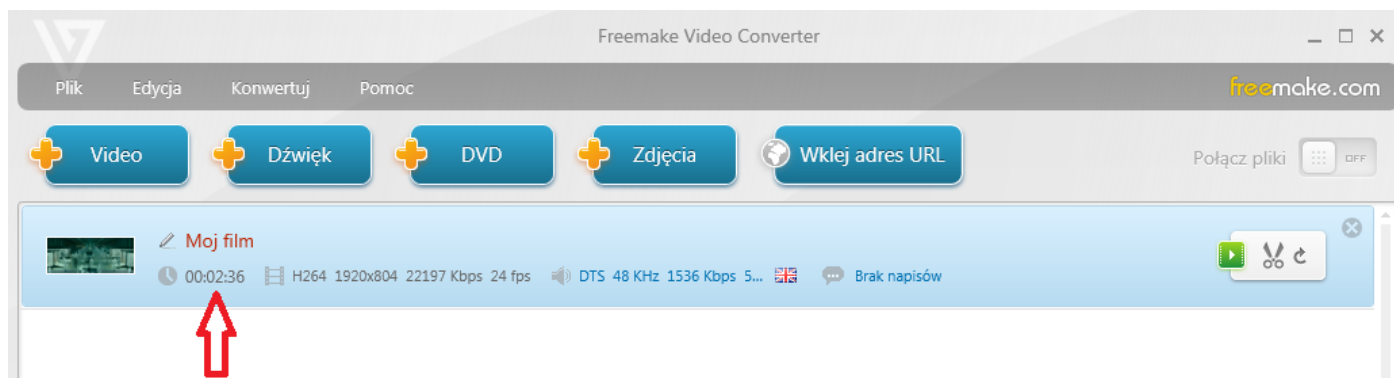 Freemake Video Converter
Plik Edycja Konwertuj Pomoc freemake.com
Video Dźwięk DVD Zdjęcia Wklej adres URL Połącz pliki OFF
Moj film
00:02:36 H264 1920x804 22197 Kbps 24 fps DTS 48 KHz 1536 Kbps 5... Brak napisów